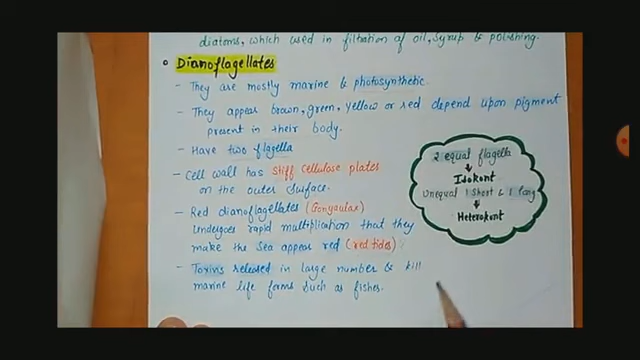 diatoms, which used in filtration of oil, Syrup & polishing.
Dianoflagellates
- They are mostly marine & photosynthetic.
- They appear brown, green, yellow or red depend upon pigment
present in their body.
- Have two flagella
- Cell wall has Stiff Cellulose plates
on the outer surface.
- Red dianoflagellates (Gonyaulax)
Undergoes rapid multiplication that they
make the sea appear red (red tides)
- Toxins released in large number & kill
marine life forms such as fishes.
2 equal flagella
Isokont
Unequal 1 short & 1 long
Heterokont